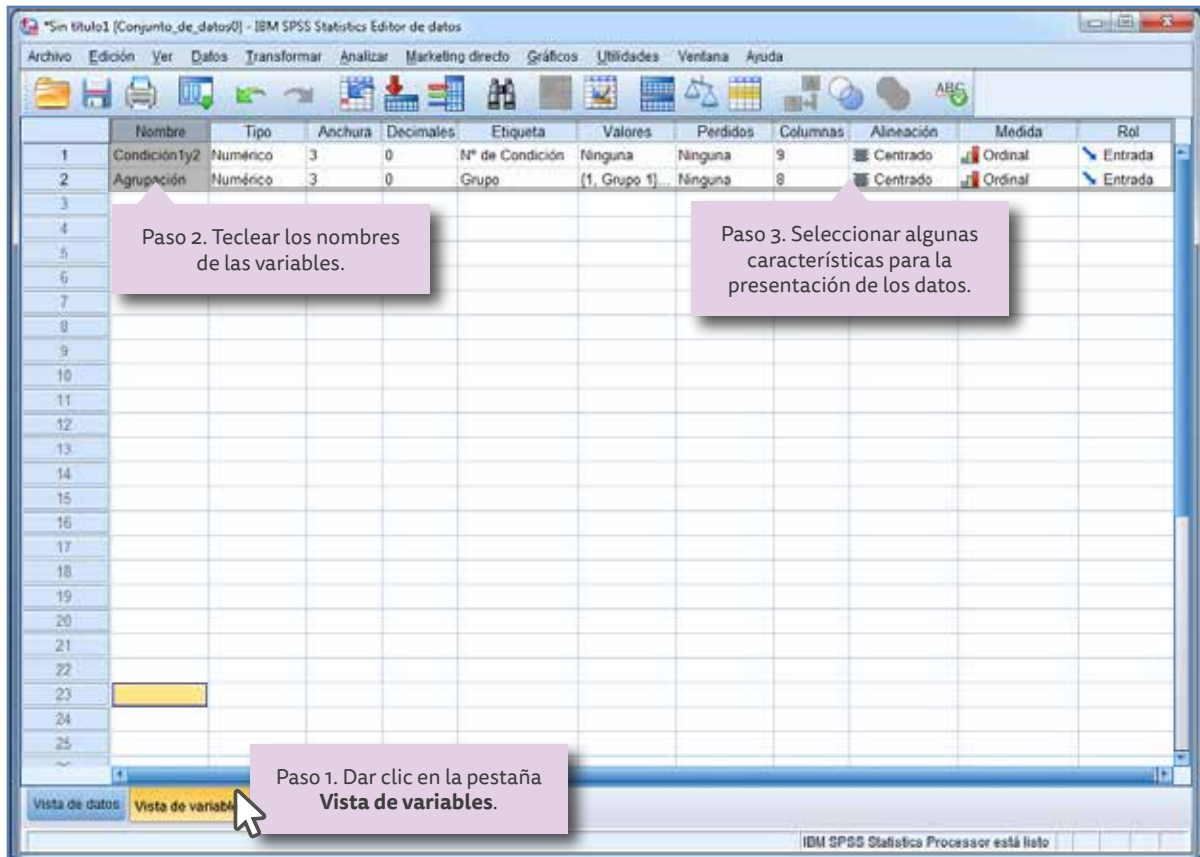 *Sin título1 [Conjunto_de_datos0] - IBM SPSS Statistics Editor de datos
Archivo Edición Ver Datos Transformar Analizar Marketing directo Gráficos Utilidades Ventana Ayuda
ABC
Nombre Tipo Anchura Decimales Etiqueta Valores Perdidos Columnas Alineación Medida Rol
1 Condición1y2 Numérico 3 0 N° de Condición Ninguna Ninguna 9 Centrado Ordinal Entrada
2 Agrupación Numérico 3 0 Grupo {1, Grupo 1}... Ninguna 8 Centrado Ordinal Entrada
3
4
5
6
7
8
9
10
11
12
13
14
15
16
17
18
19
20
21
22
23
24
25
Paso 2. Teclear los nombres
de las variables.
Paso 3. Seleccionar algunas
características para la
presentación de los datos.
Paso 1. Dar clic en la pestaña
Vista de variables.
Vista de datos Vista de variabl
IBM SPSS Statistics Processor está listo